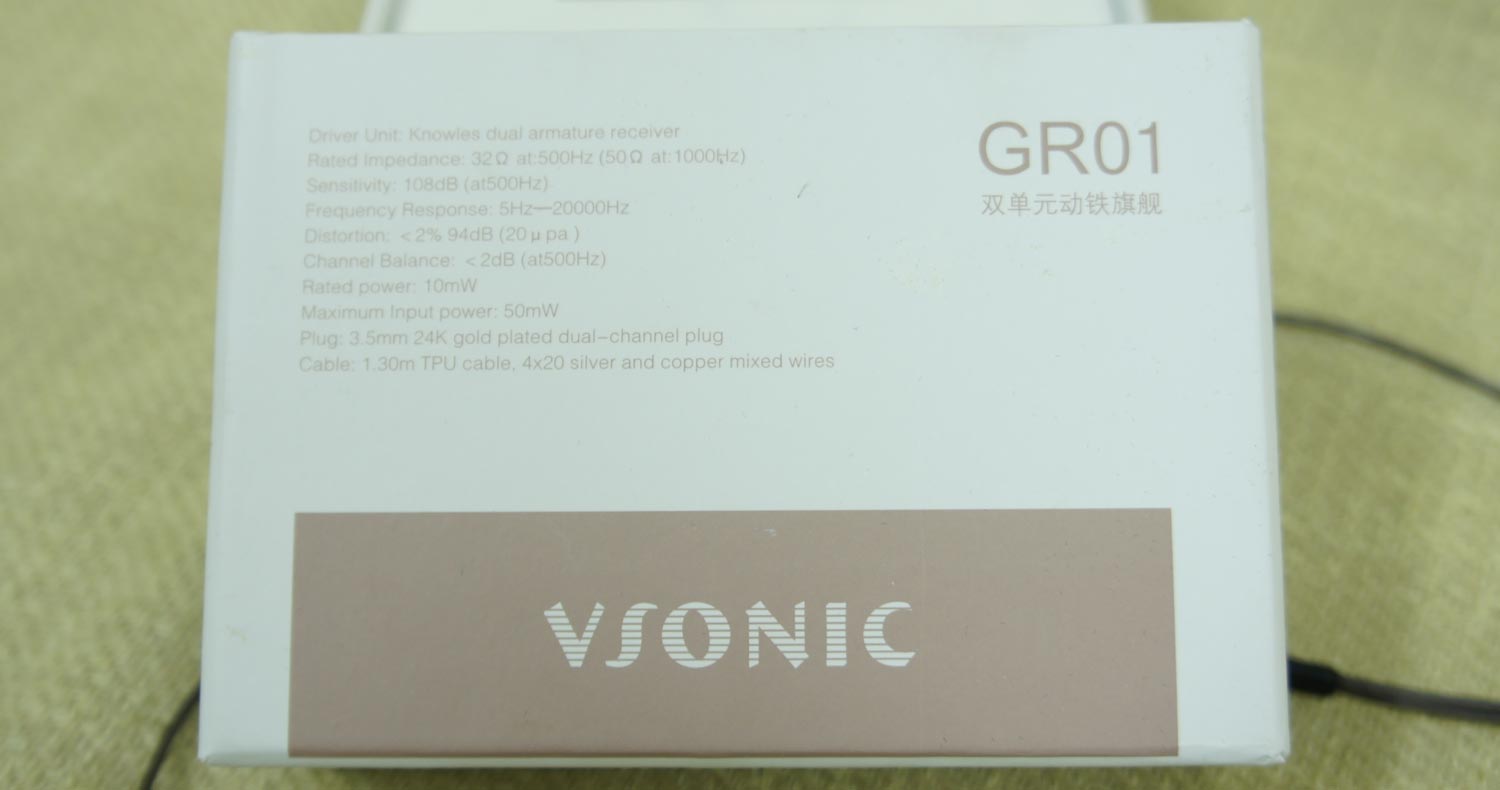 Driver Unit: Knowles dual armature receiver
Rated Impedance: 32Ω at:500Hz (50Ω at:1000Hz)
Sensitivity: 108dB (at500Hz)
Frequency Response: 5Hz—20000Hz
Distortion: <2% 94dB (20μpa)
Channel Balance: <2dB (at500Hz)
Rated power: 10mW
Maximum Input power: 50mW
Plug: 3.5mm 24K gold plated dual-channel plug
Cable: 1.30m TPU cable, 4x20 silver and copper mixed wires
GR01
双单元动铁旗舰
VSONIC